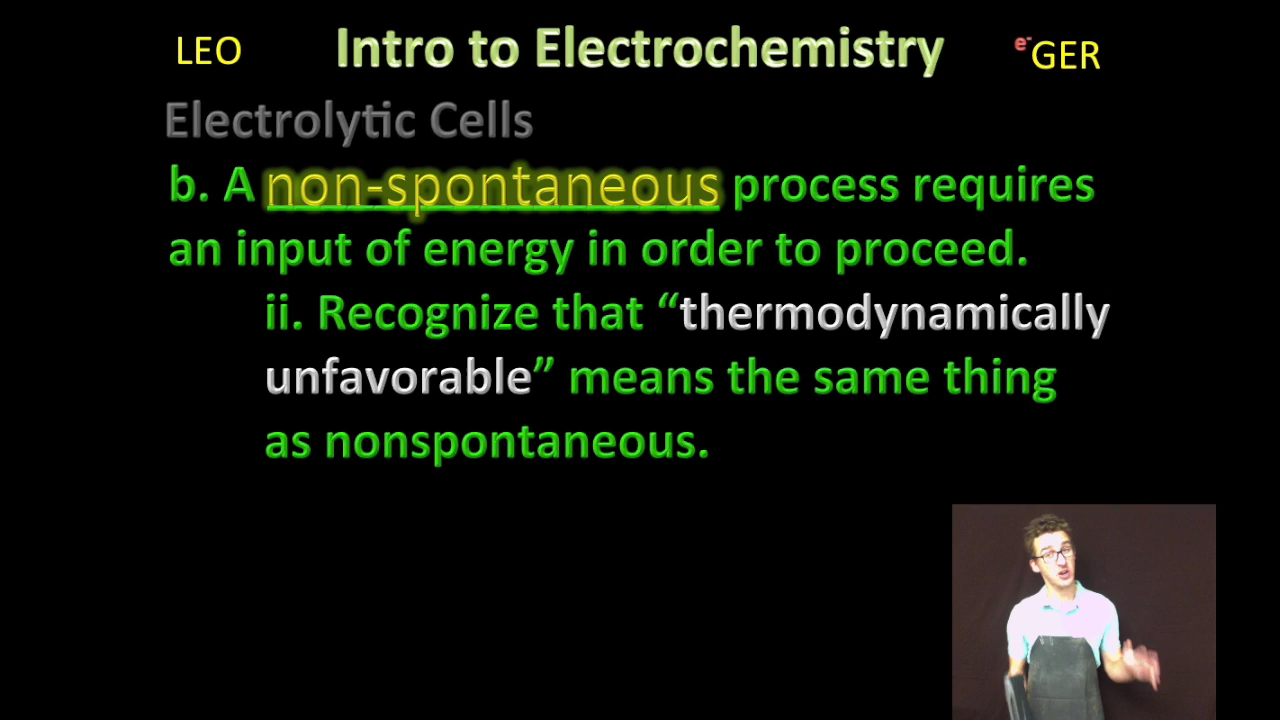 LEO Intro to Electrochemistry e⁻GER
Electrolytic Cells
b. A non-spontaneous process requires
an input of energy in order to proceed.
ii. Recognize that “thermodynamically
unfavorable” means the same thing
as nonspontaneous.